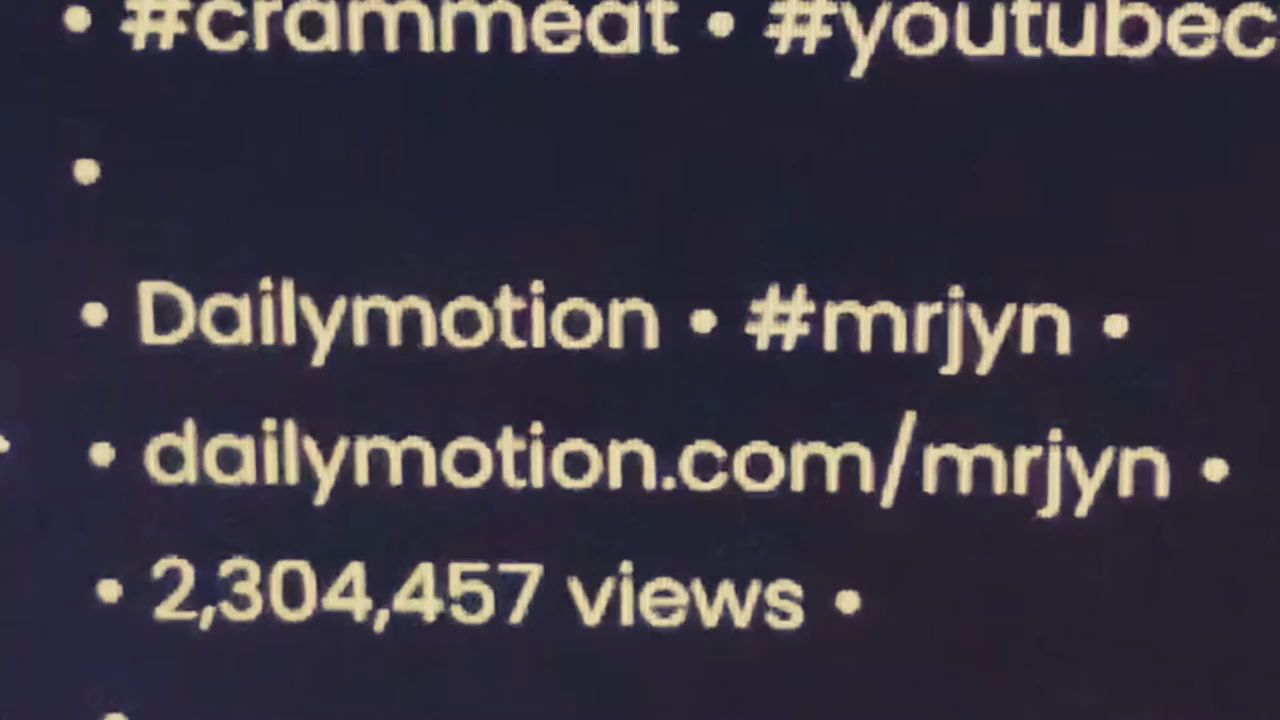 • #crammeat • #youtubec
•
• Dailymotion • #mrjyn •
• dailymotion.com/mrjyn •
• 2,304,457 views •